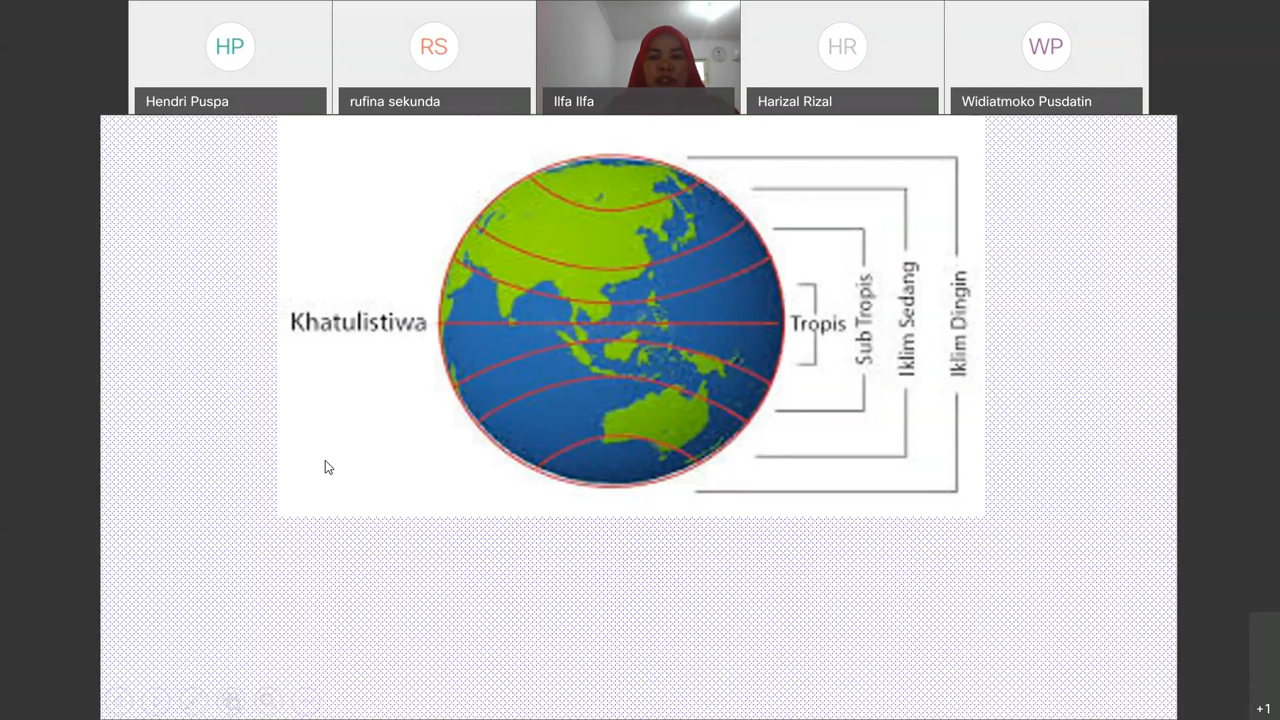 HP
RS
HR
WP
Hendri Puspa
rufina sekunda
Ilfa Ilfa
Harizal Rizal
Widiatmoko Pusdatin
Khatulistiwa
Tropis
Sub Tropis
Iklim Sedang
Iklim Dingin
+1